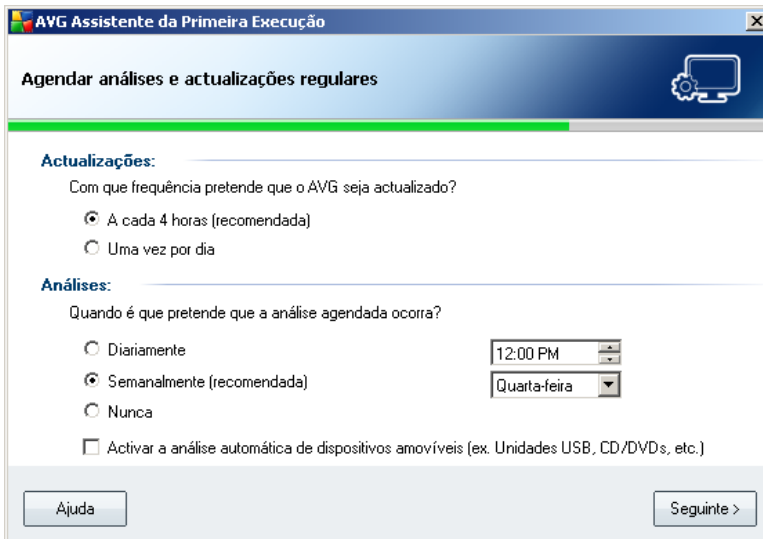 AVG Assistente da Primeira Execução
Agendar análises e actualizações regulares
Actualizações:
Com que frequência pretende que o AVG seja actualizado?
A cada 4 horas (recomendada)
Uma vez por dia
Análises:
Quando é que pretende que a análise agendada ocorra?
Diariamente
12:00 PM
Semanalmente (recomendada)
Quarta-feira
Nunca
Activar a análise automática de dispositivos amovíveis (ex. Unidades USB, CD/DVDs, etc.)
Ajuda
Seguinte >